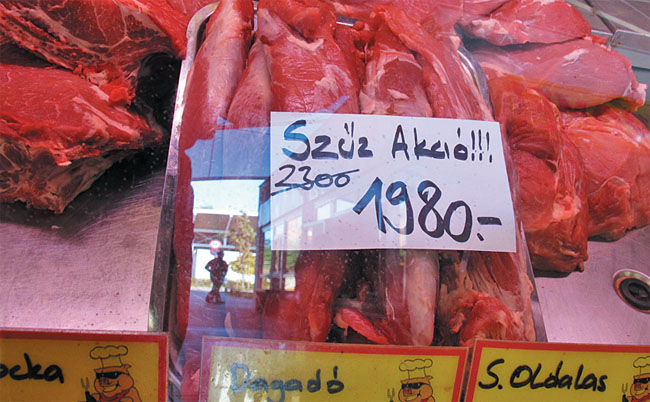 Szűz Akció!!!
2300
1980.-
Dagadó
S. Oldalas